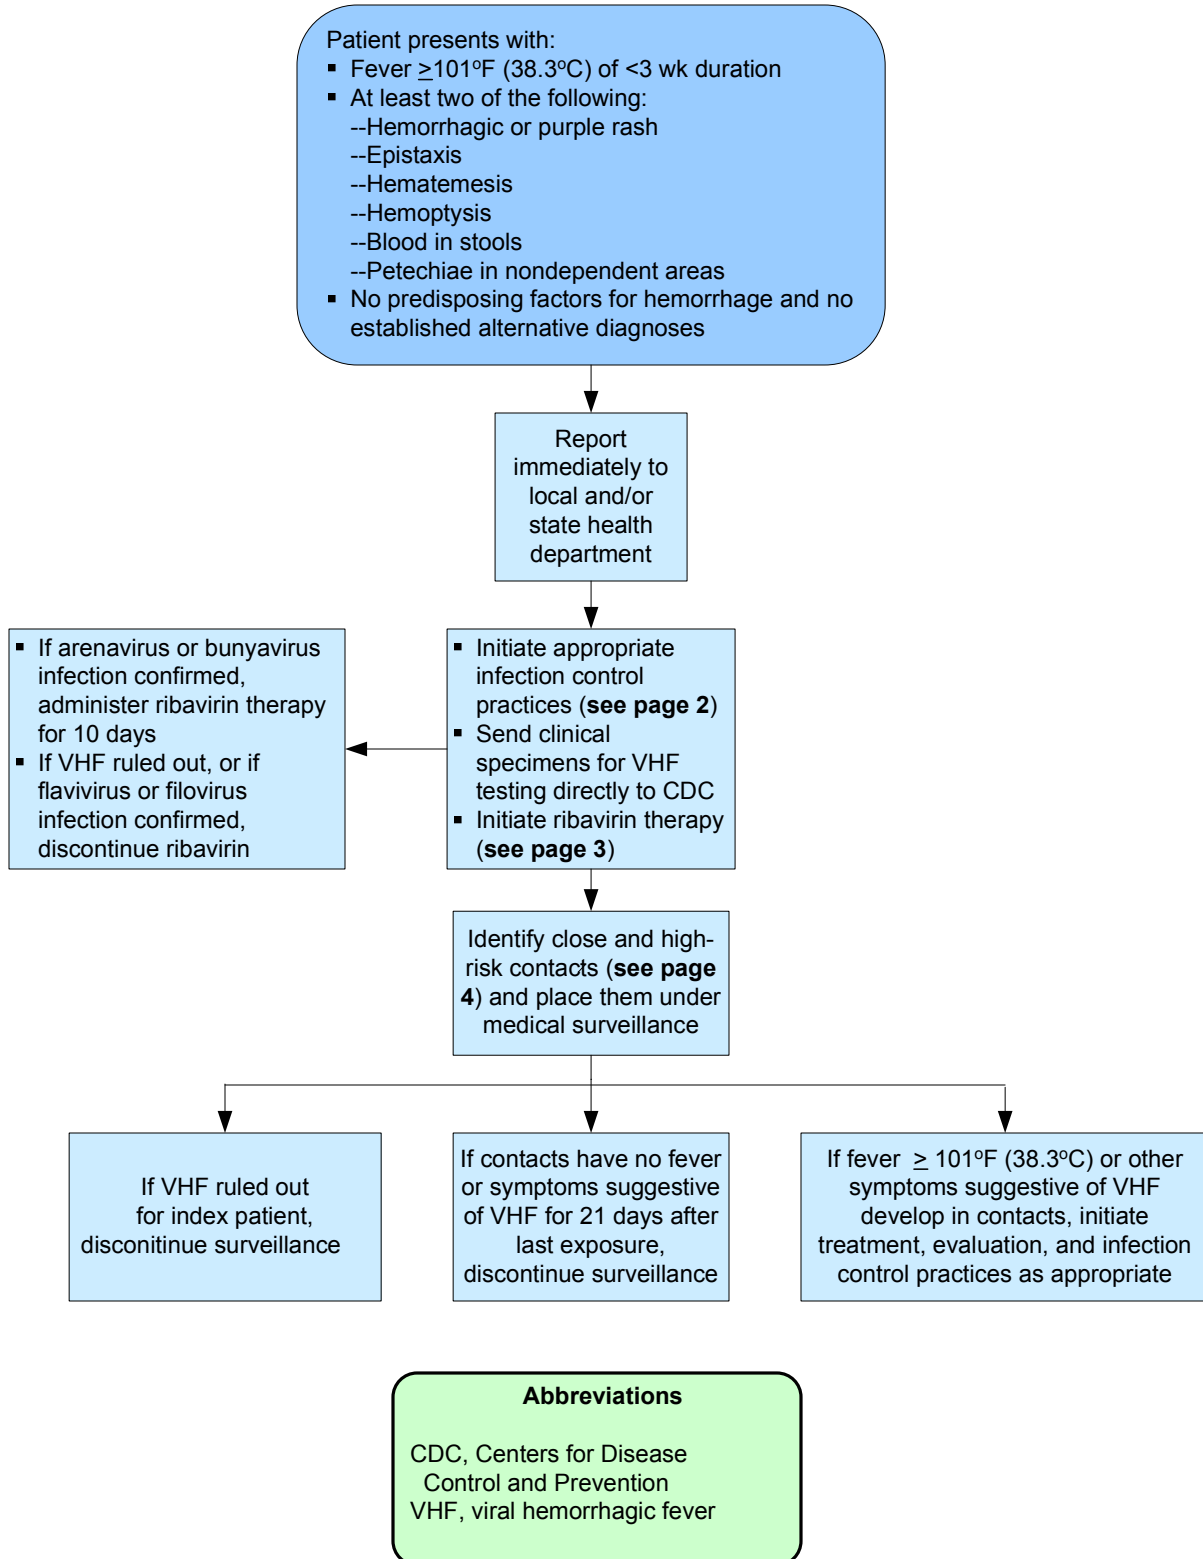 Patient presents with:
▪ Fever ≥101ºF (38.3ºC) of <3 wk duration
▪ At least two of the following:
--Hemorrhagic or purple rash
--Epistaxis
--Hematemesis
--Hemoptysis
--Blood in stools
--Petechiae in nondependent areas
▪ No predisposing factors for hemorrhage and no
established alternative diagnoses
Report
immediately to
local and/or
state health
department
▪ If arenavirus or bunyavirus
infection confirmed,
administer ribavirin therapy
for 10 days
▪ If VHF ruled out, or if
flavivirus or filovirus
infection confirmed,
discontinue ribavirin
▪ Initiate appropriate
infection control
practices (see page 2)
▪ Send clinical
specimens for VHF
testing directly to CDC
▪ Initiate ribavirin therapy
(see page 3)
Identify close and high-
risk contacts (see page
4) and place them under
medical surveillance
If VHF ruled out
for index patient,
disconitinue surveillance
If contacts have no fever
or symptoms suggestive
of VHF for 21 days after
last exposure,
discontinue surveillance
If fever ≥ 101ºF (38.3ºC) or other
symptoms suggestive of VHF
develop in contacts, initiate
treatment, evaluation, and infection
control practices as appropriate
Abbreviations
CDC, Centers for Disease
Control and Prevention
VHF, viral hemorrhagic fever